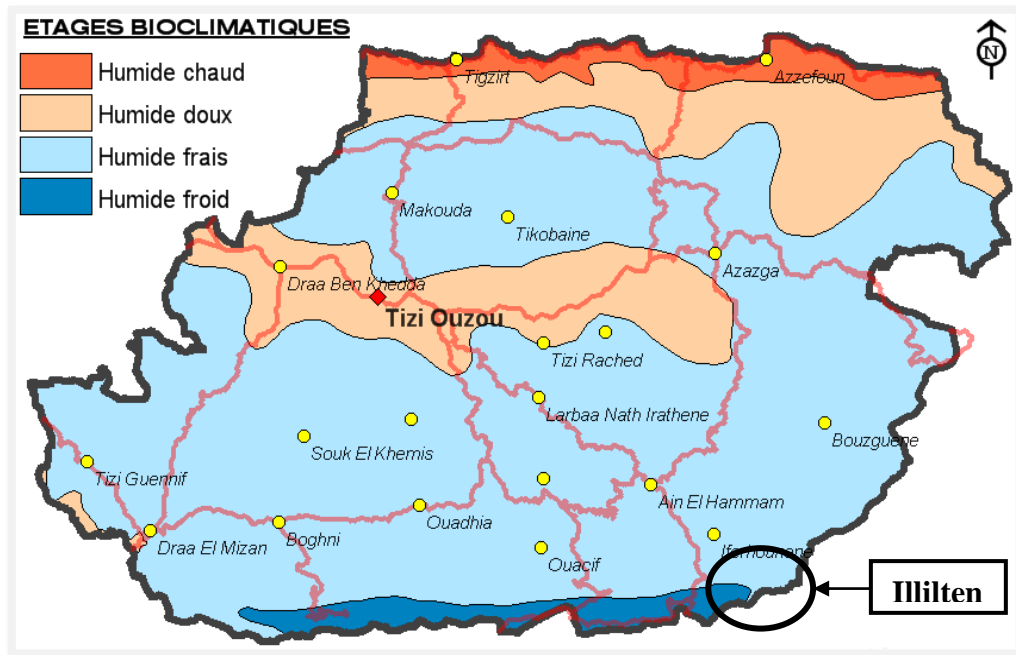 ETAGES BIOCLIMATIQUES
Humide chaud
Humide doux
Humide frais
Humide froid
N
Tigzirt
Azzefoun
Makouda
Tikobaine
Azazga
Draa Ben Khedda
Tizi Ouzou
Tizi Rached
Larbaa Nath Irathene
Bouzguene
Souk El Khemis
Tizi Guennif
Ain El Hammam
Ouadhia
Boghni
Draa El Mizan
Ouacif
Iferhounene
Illilten